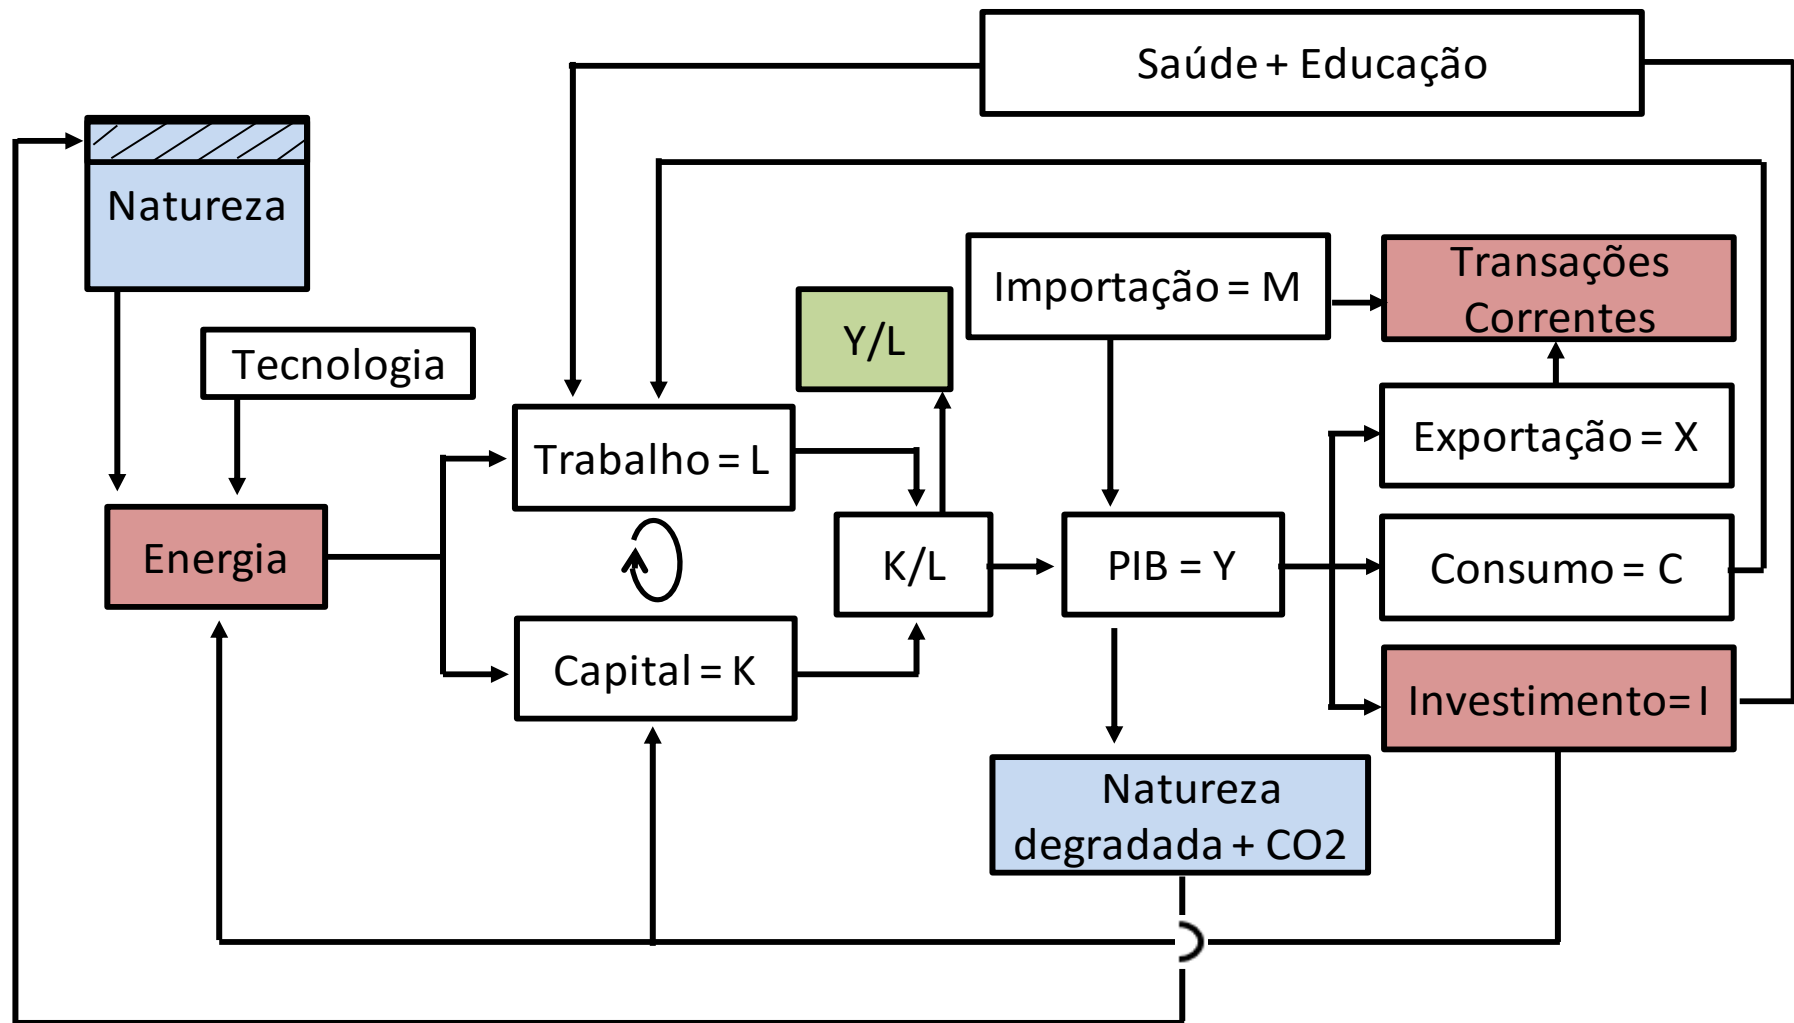 Saúde + Educação
Natureza
Importação = M
Transações
Correntes
Y/L
Tecnologia
Trabalho = L
Exportação = X
Energia
K/L
PIB = Y
Consumo = C
Capital = K
Investimento= I
Natureza
degradada + CO2